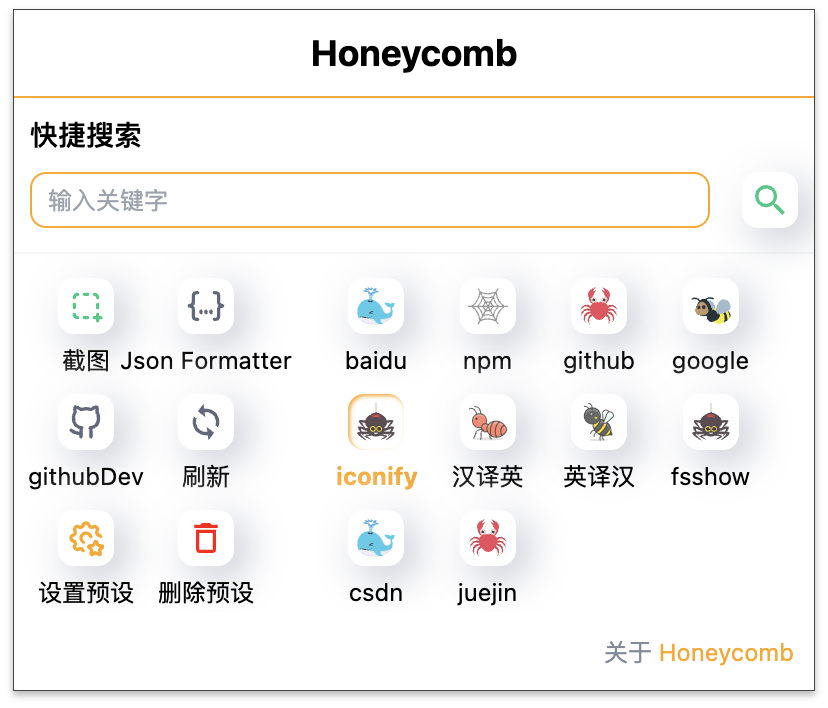 Honeycomb
快捷搜索
输入关键字
截图 Json Formatter baidu npm github google
githubDev 刷新 iconify 汉译英 英译汉 fsshow
设置预设 删除预设 csdn juejin
关于 Honeycomb